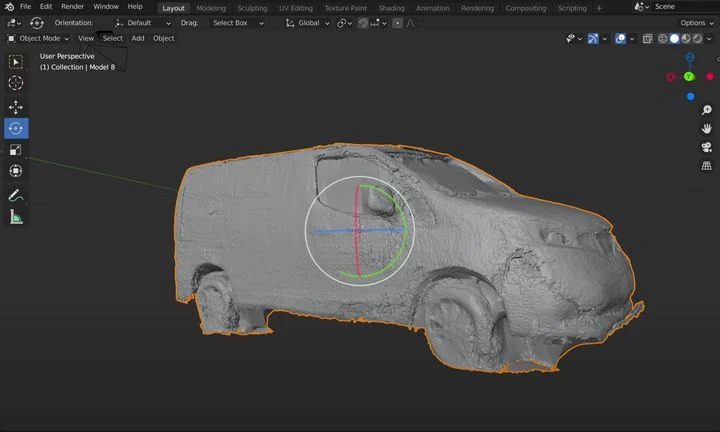 File Edit Render Window Help Layout Modeling Sculpting UV Editing Texture Paint Shading Animation Rendering Compositing Scripting Scene
Orientation: Default Drag: Select Box Global Options
Object Mode View Select Add Object
User Perspective
(1) Collection | Model 8
X
Y